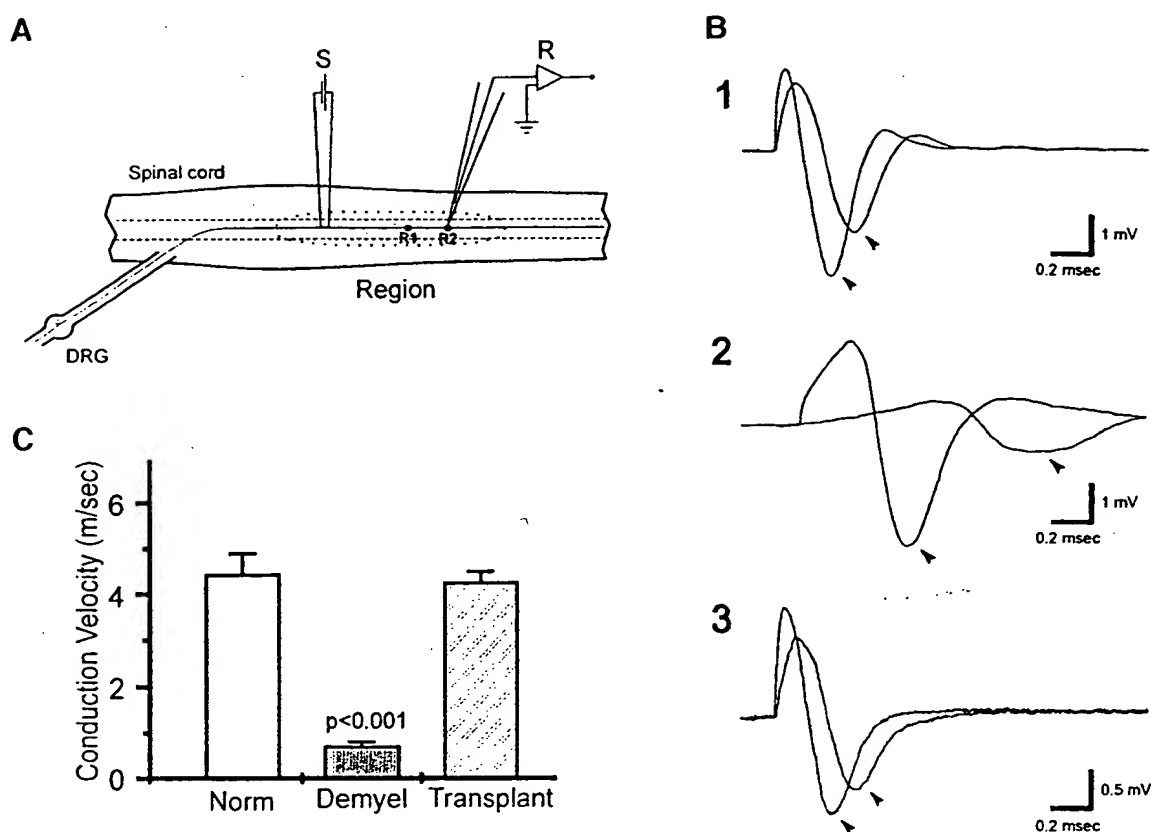 A
S
R
Spinal cord
R1
R2
Region
DRG
B
1
1 mV
0.2 msec
2
1 mV
0.2 msec
3
0.5 mV
0.2 msec
C
Conduction Velocity (m/sec)
6
4
2
0
p<0.001
Norm
Demyel
Transplant